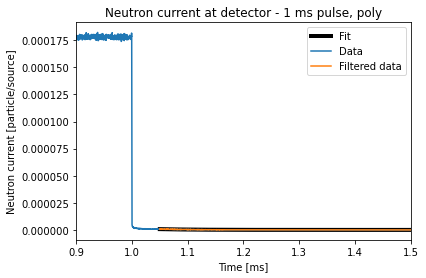 Neutron current at detector - 1 ms pulse, poly
Fit
Data
Filtered data
Neutron current [particle/source]
0.000175
0.000150
0.000125
0.000100
0.000075
0.000050
0.000025
0.000000
0.9
1.0
1.1
1.2
1.3
1.4
1.5
Time [ms]